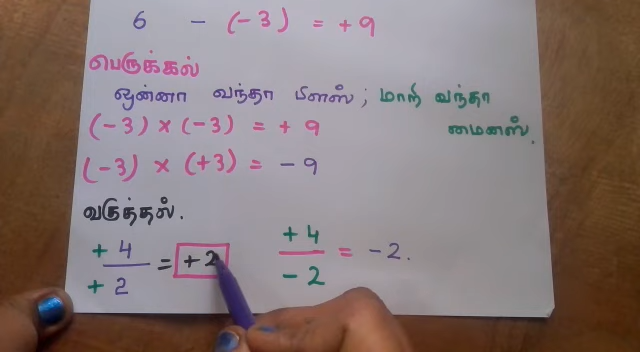 6 - (-3) = +9
பெருக்கல்
ஒன்னா வந்தா பிளஸ் ; மாறி வந்தா
மைனஸ்.
(-3) × (-3) = +9
(-3) × (+3) = -9
வகுத்தல்.
+4/+2 = +2
+4/-2 = -2.